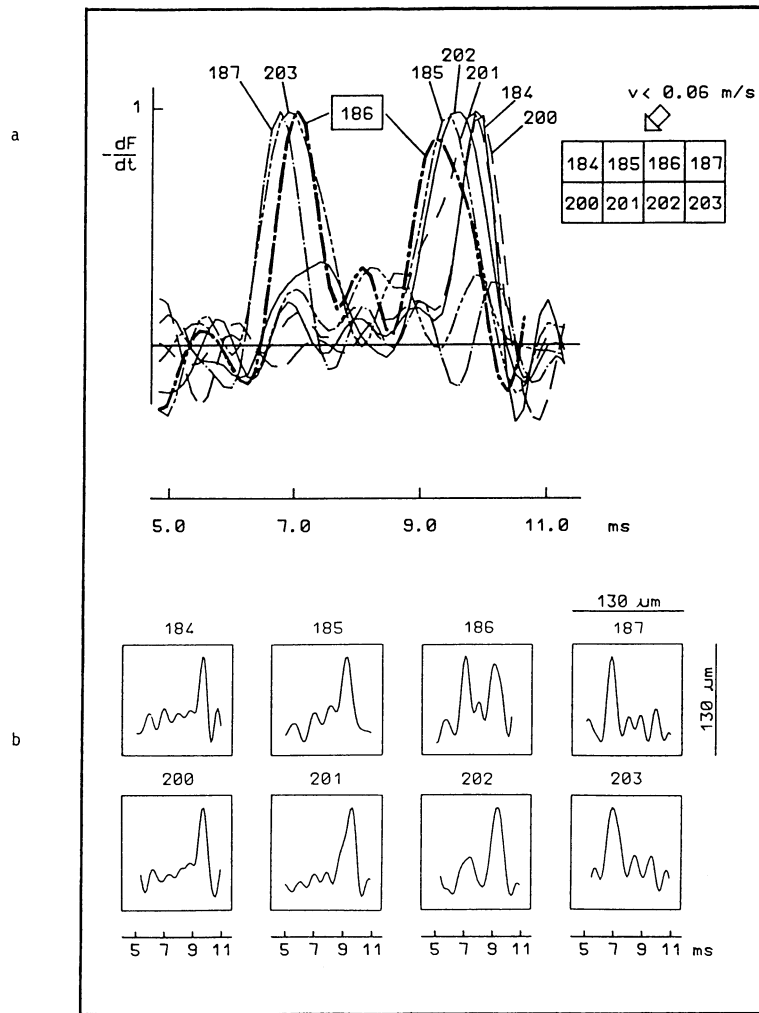 a
187 203
186
185 202 201 184 200
1
-dF/dt
v< 0.06 m/s
184 185 186 187
200 201 202 203
5.0 7.0 9.0 11.0 ms
b
130 µm
184 185 186 187
130 µm
200 201 202 203
5 7 9 11 5 7 9 11 5 7 9 11 5 7 9 11 ms